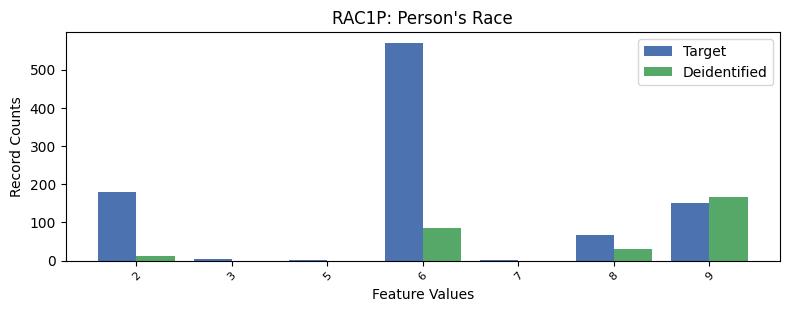 RAC1P: Person's Race
Target
Deidentified
Record Counts
500
400
300
200
100
0
2 3 5 6 7 8 9
Feature Values